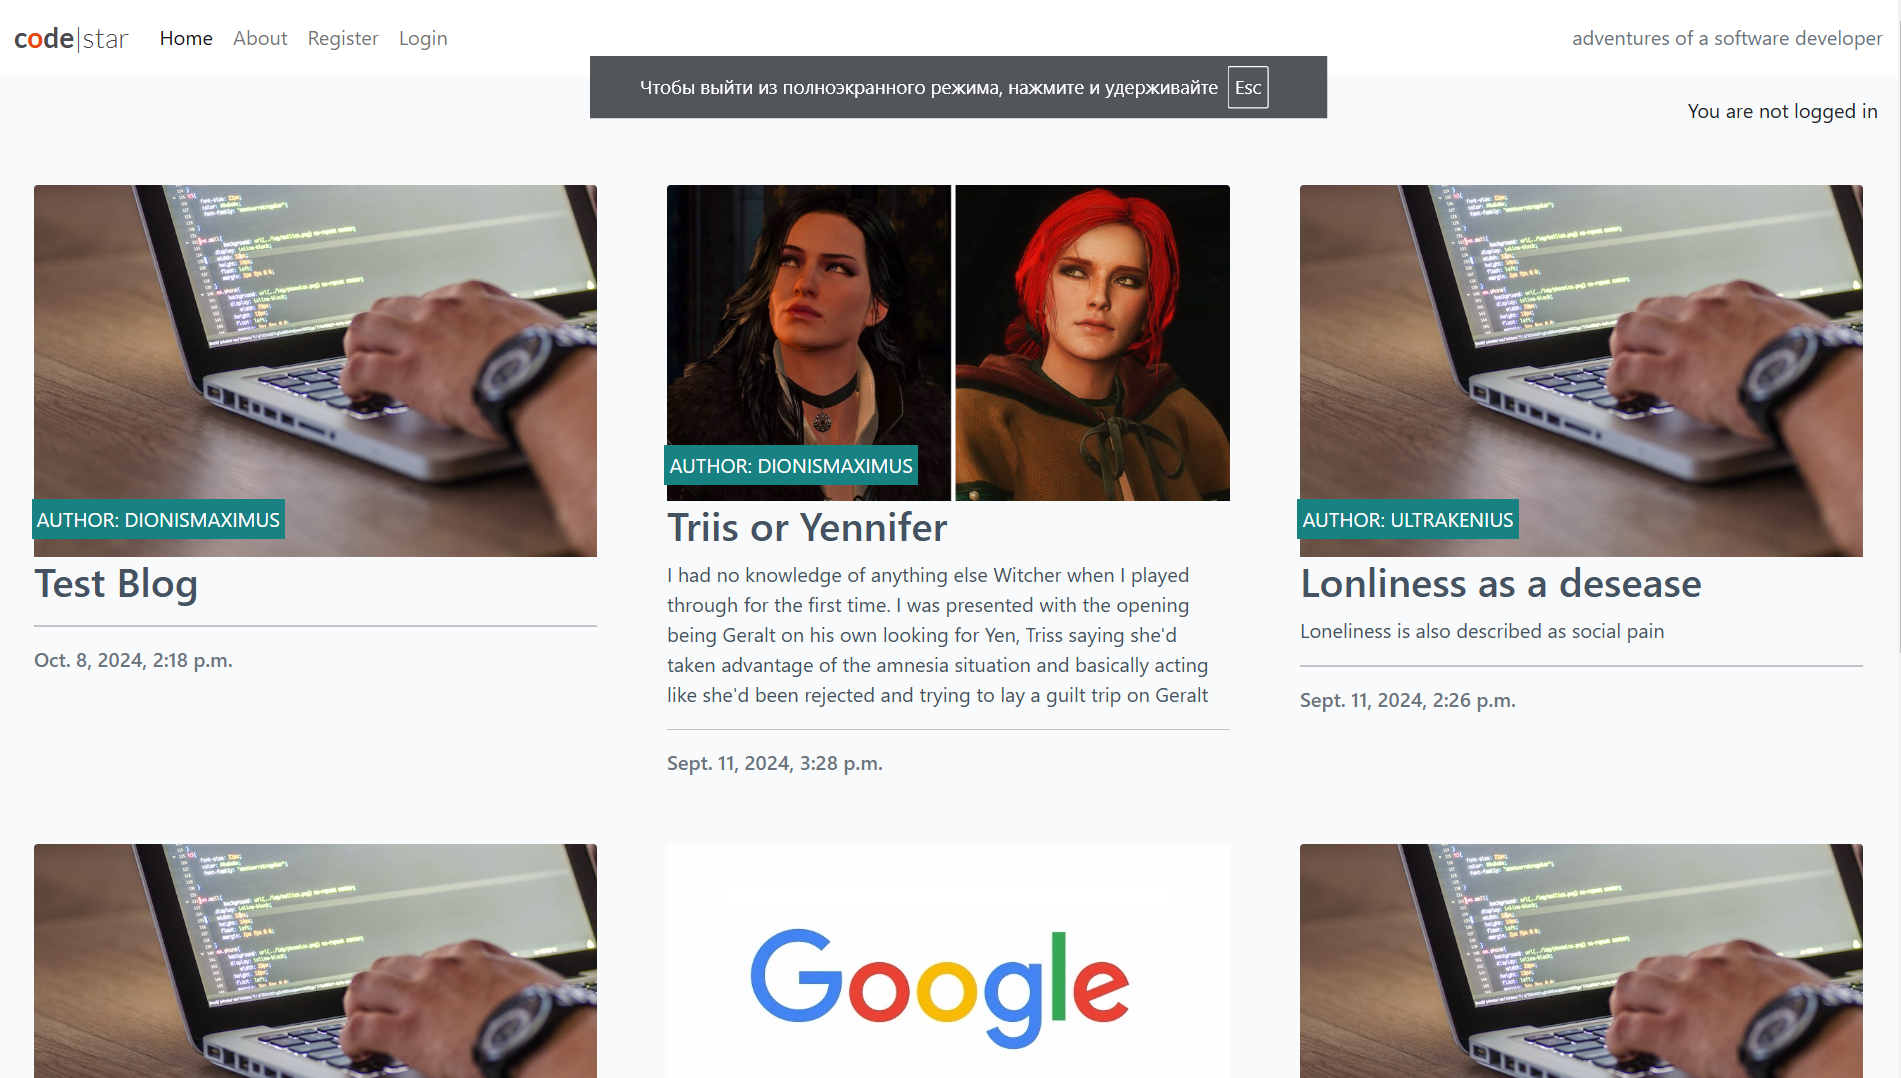 code|star Home About Register Login adventures of a software developer
Чтобы выйти из полноэкранного режима, нажмите и удерживайте Esc
You are not logged in
AUTHOR: DIONISMAXIMUS
Test Blog
Oct. 8, 2024, 2:18 p.m.
AUTHOR: DIONISMAXIMUS
Triis or Yennifer
I had no knowledge of anything else Witcher when I played
through for the first time. I was presented with the opening
being Geralt on his own looking for Yen, Triss saying she'd
taken advantage of the amnesia situation and basically acting
like she'd been rejected and trying to lay a guilt trip on Geralt
Sept. 11, 2024, 3:28 p.m.
AUTHOR: ULTRAKENIUS
Lonliness as a desease
Loneliness is also described as social pain
Sept. 11, 2024, 2:26 p.m.
Google